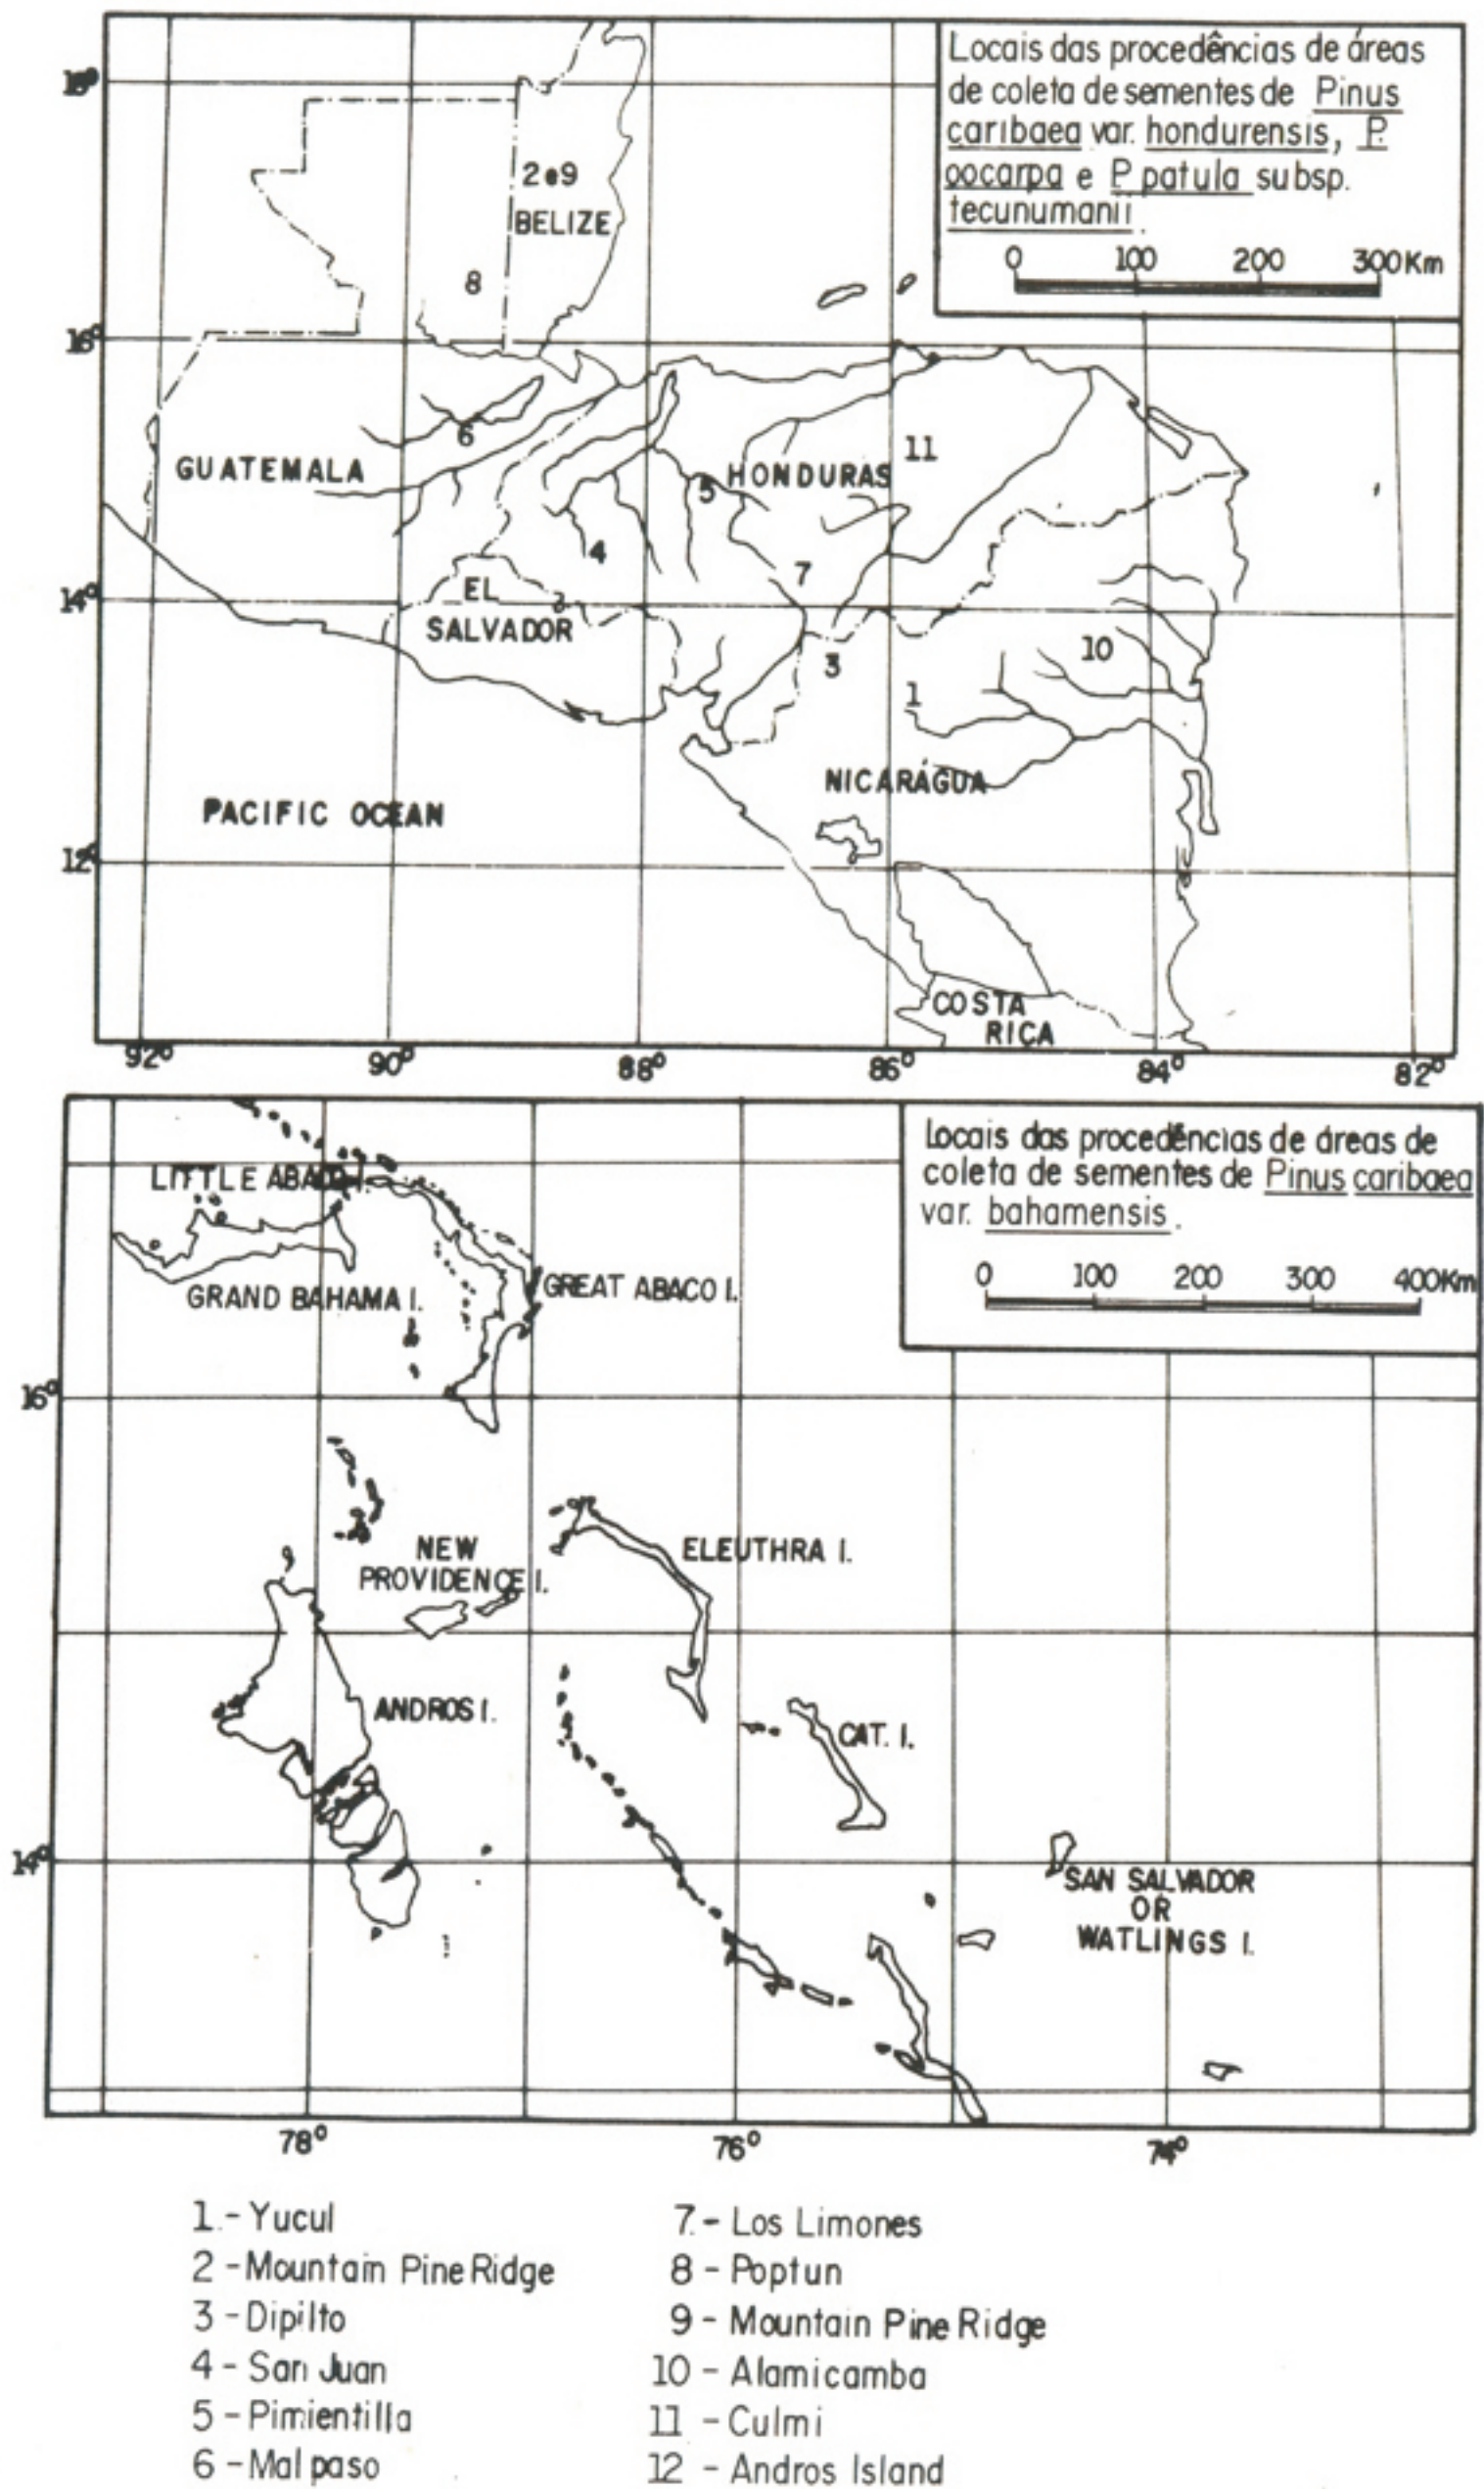 Locais das procedências de áreas
de coleta de sementes de Pinus
caribaea var. hondurensis, P.
oocarpa e P. patula subsp.
tecunumanii.
0 100 200 300Km
18°
2e9
BELIZE
8
16°
6
GUATEMALA
11
HONDURAS
5
4
7
14°
EL
SALVADOR
3
10
1
NICARÁGUA
PACIFIC OCEAN
12°
COSTA
RICA
92° 90° 88° 86° 84° 82°
Locais das procedências de áreas de
coleta de sementes de Pinus caribaea
var. bahamensis.
0 100 200 300 400Km
LITTLE ABACO I.
GRAND BAHAMA I.
GREAT ABACO I.
16°
NEW
PROVIDENCE I.
ELEUTHRA I.
ANDROS I.
CAT. I.
14°
SAN SALVADOR
OR
WATLINGS I.
78° 76° 74°
1.- Yucul
2 - Mountain Pine Ridge
3 - Dipilto
4 - San Juan
5 - Pimientilla
6 - Mal paso
7.- Los Limones
8 - Poptun
9 - Mountain Pine Ridge
10 - Alamicamba
11 - Culmi
12 - Andros Island